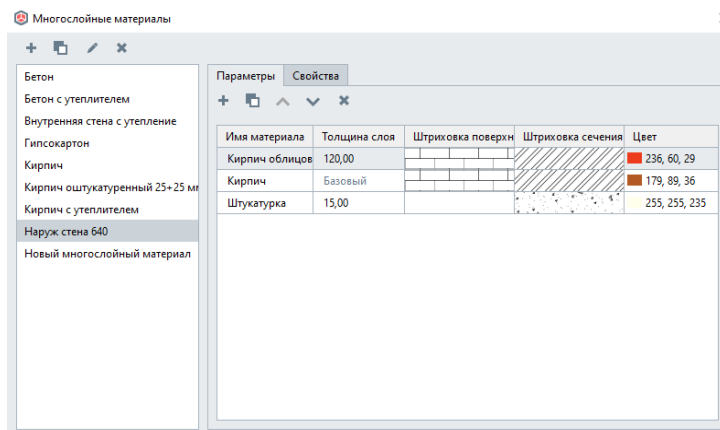 Многослойные материалы
Бетон
Бетон с утеплителем
Внутренняя стена с утепление
Гипсокартон
Кирпич
Кирпич оштукатуренный 25+25 мм
Кирпич с утеплителем
Наруж стена 640
Новый многослойный материал
Параметры Свойства
Имя материала Толщина слоя Штриховка поверхн Штриховка сечения Цвет
Кирпич облицов 120,00 236, 60, 29
Кирпич Базовый 179, 89, 36
Штукатурка 15,00 255, 255, 235